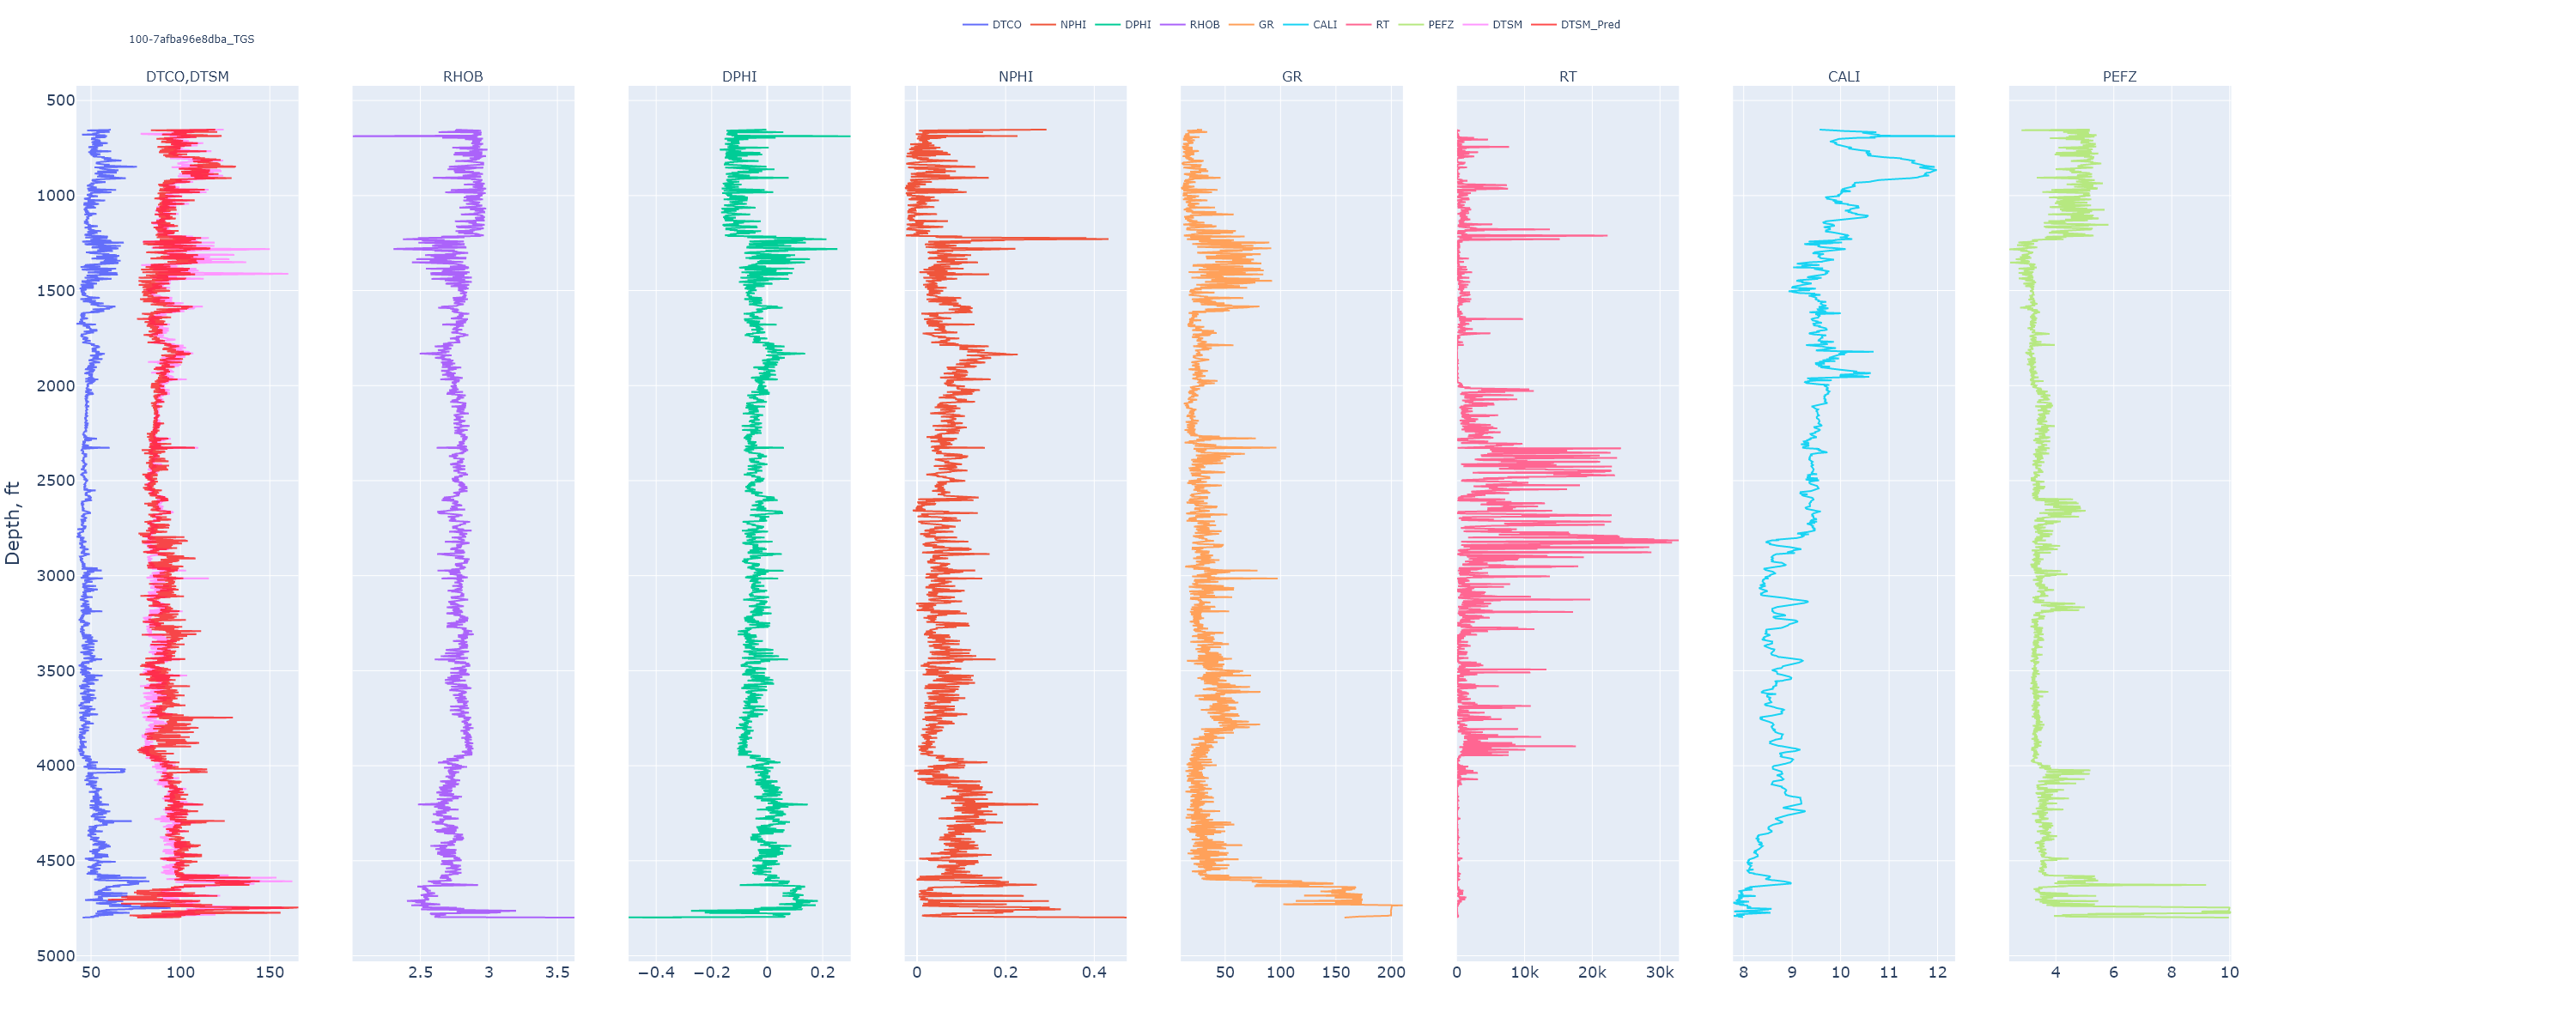 DTCO NPHI DPHI RHOB GR CALI RT PEFZ DTSM DTSM_Pred
100-7afba96e8dba_TGS
DTCO,DTSM RHOB DPHI NPHI GR RT CALI PEFZ
500
1000
1500
2000
2500
3000
3500
4000
4500
5000
Depth, ft
50 100 150 2.5 3 3.5 −0.4 −0.2 0 0.2 0 0.2 0.4 50 100 150 200 0 10k 20k 30k 8 9 10 11 12 4 6 8 10